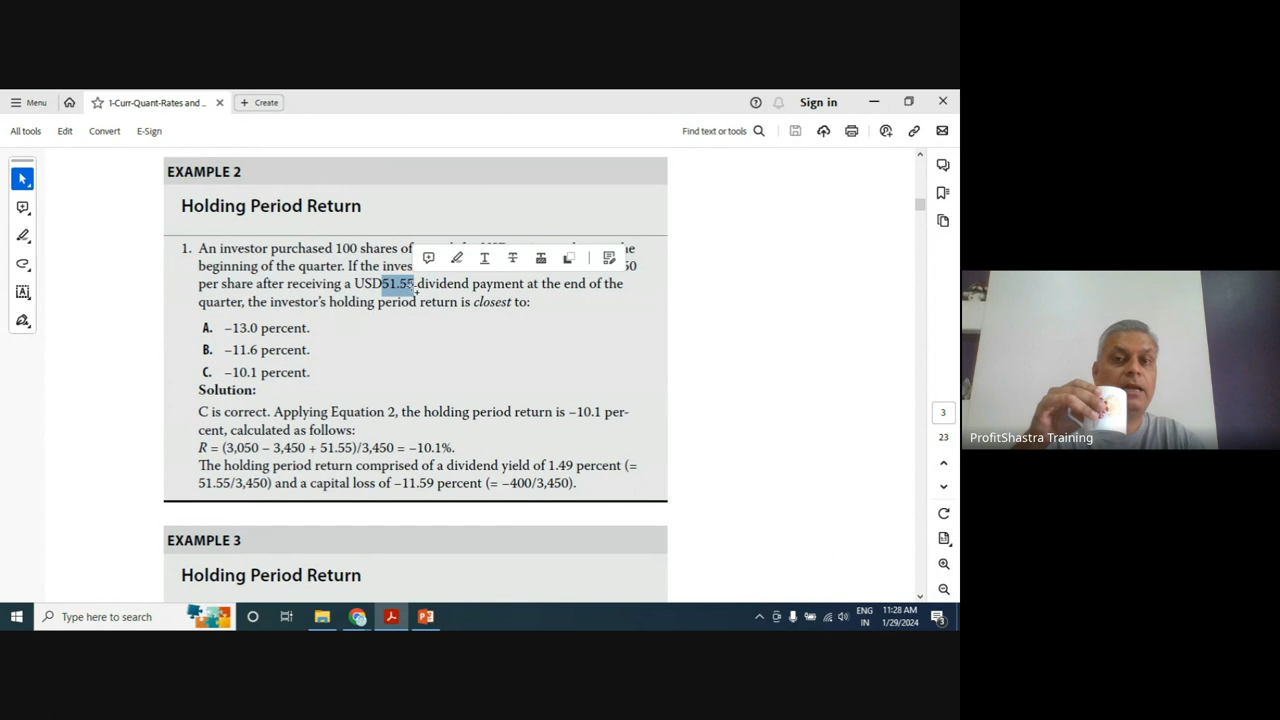 Menu
1-Curr-Quant-Rates and ...
Create
Sign in
All tools
Edit
Convert
E-Sign
Find text or tools
EXAMPLE 2
Holding Period Return
1. An investor purchased 100 shares of
beginning of the quarter. If the inves 50
per share after receiving a USD51.55 dividend payment at the end of the
quarter, the investor's holding period return is closest to:
A. −13.0 percent.
B. −11.6 percent.
C. −10.1 percent.
Solution:
C is correct. Applying Equation 2, the holding period return is −10.1 per-
cent, calculated as follows:
R = (3,050 − 3,450 + 51.55)/3,450 = −10.1%.
The holding period return comprised of a dividend yield of 1.49 percent (=
51.55/3,450) and a capital loss of −11.59 percent (= −400/3,450).
EXAMPLE 3
Holding Period Return
3
23
ProfitShastra Training
Type here to search
ENG
IN
11:28 AM
1/29/2024
3